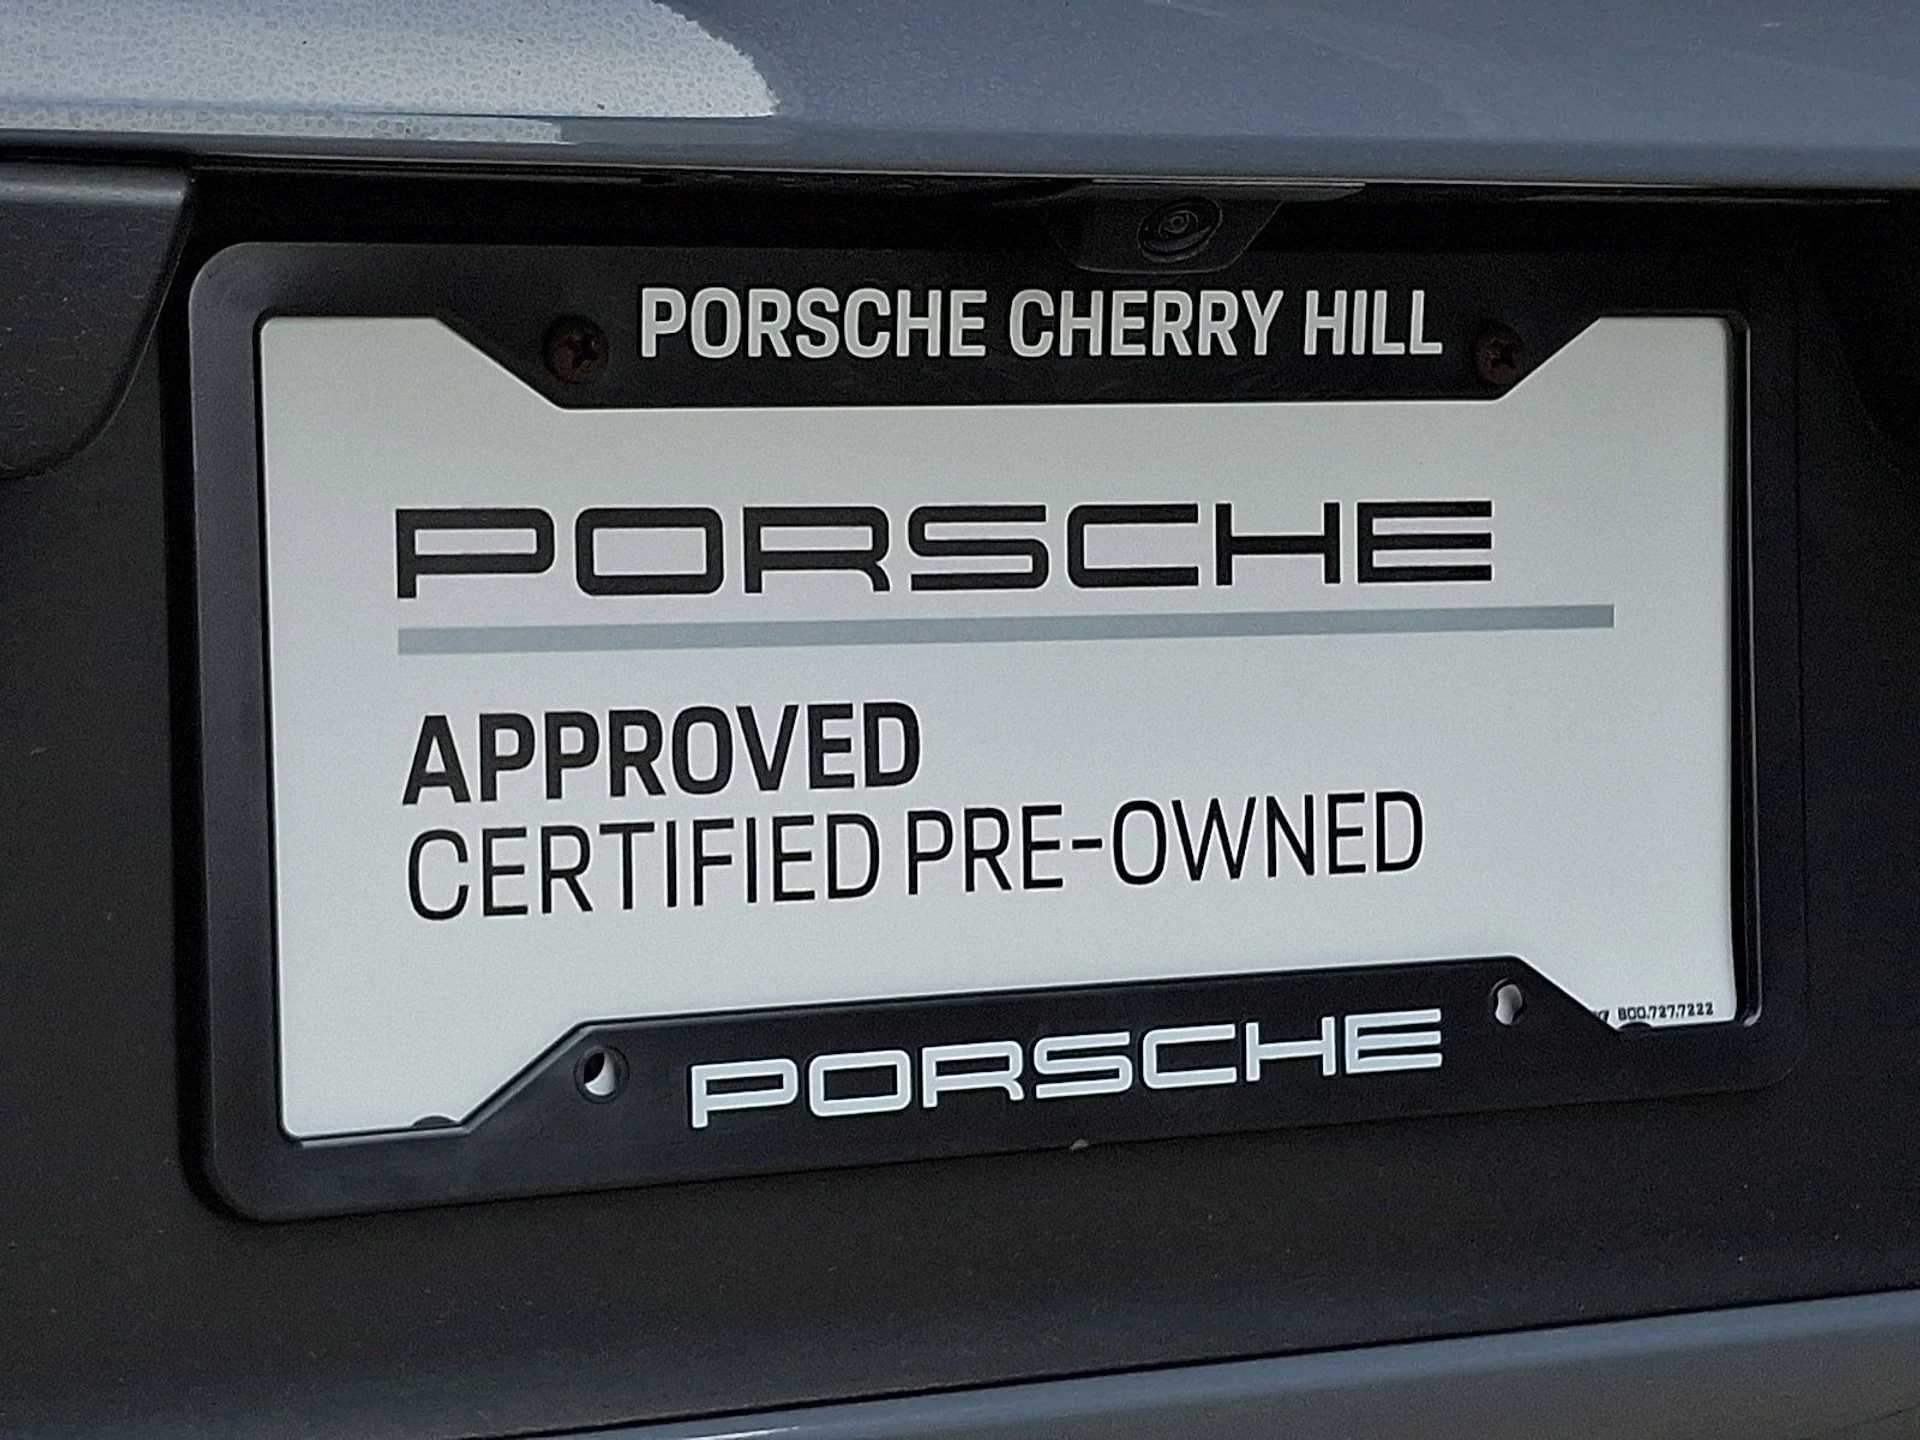 PORSCHE CHERRY HILL
PORSCHE
APPROVED
CERTIFIED PRE-OWNED
800.727.7222
PORSCHE